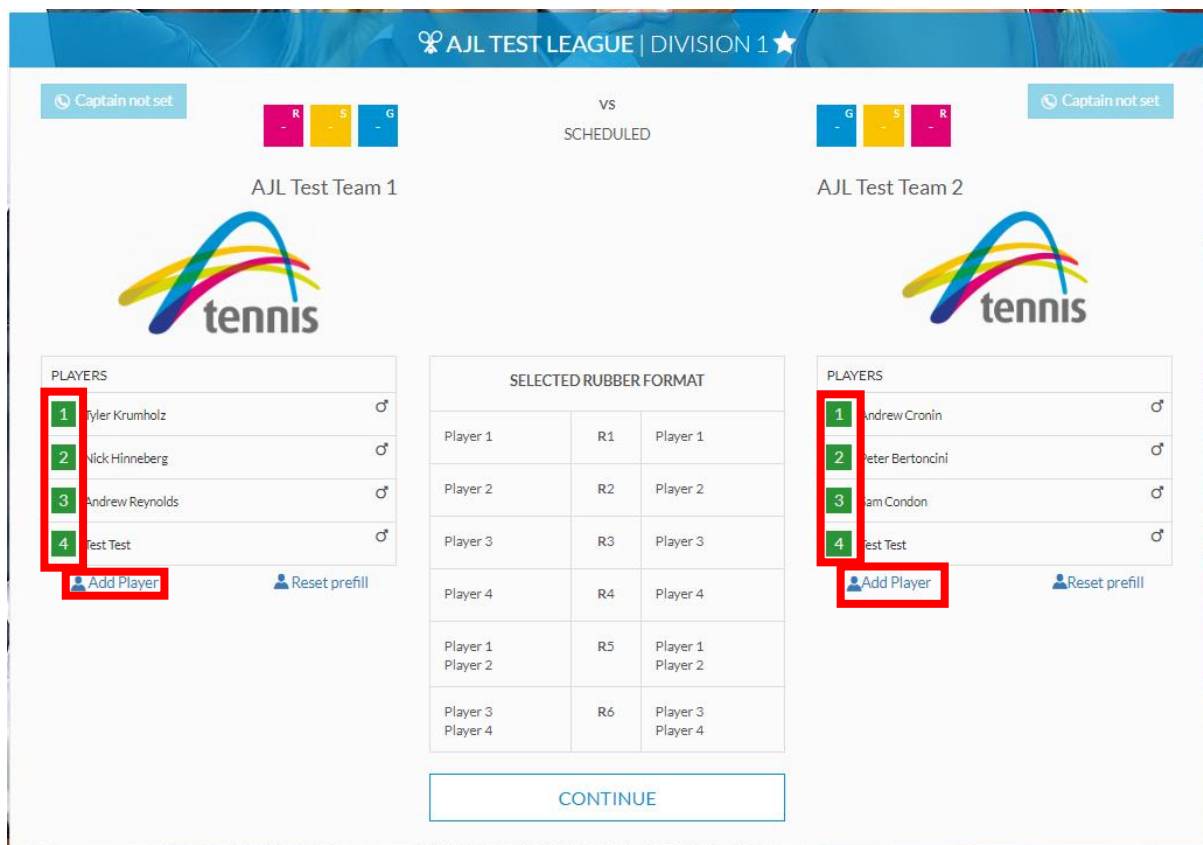 AJL TEST LEAGUE | DIVISION 1
Captain not set
R
-
S
-
G
-
VS
SCHEDULED
G
-
S
-
R
-
Captain not set
AJL Test Team 1
AJL Test Team 2
tennis
tennis
PLAYERS
1 Tyler Krumholz
2 Nick Hinneberg
3 Andrew Reynolds
4 Test Test
Add Player
Reset prefill
SELECTED RUBBER FORMAT
Player 1 R1 Player 1
Player 2 R2 Player 2
Player 3 R3 Player 3
Player 4 R4 Player 4
Player 1 R5 Player 1
Player 2 Player 2
Player 3 R6 Player 3
Player 4 Player 4
CONTINUE
PLAYERS
1 Andrew Cronin
2 Peter Bertoncini
3 Sam Condon
4 Test Test
Add Player
Reset prefill